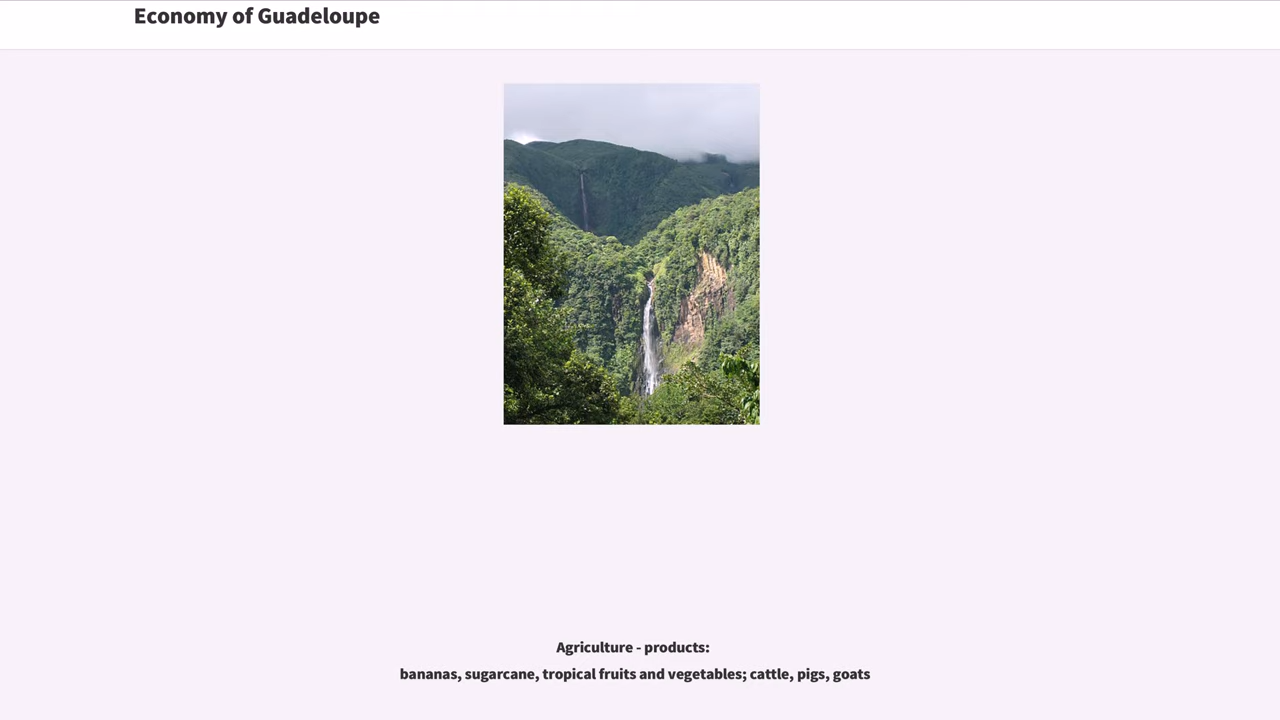 Economy of Guadeloupe
Agriculture - products:
bananas, sugarcane, tropical fruits and vegetables; cattle, pigs, goats